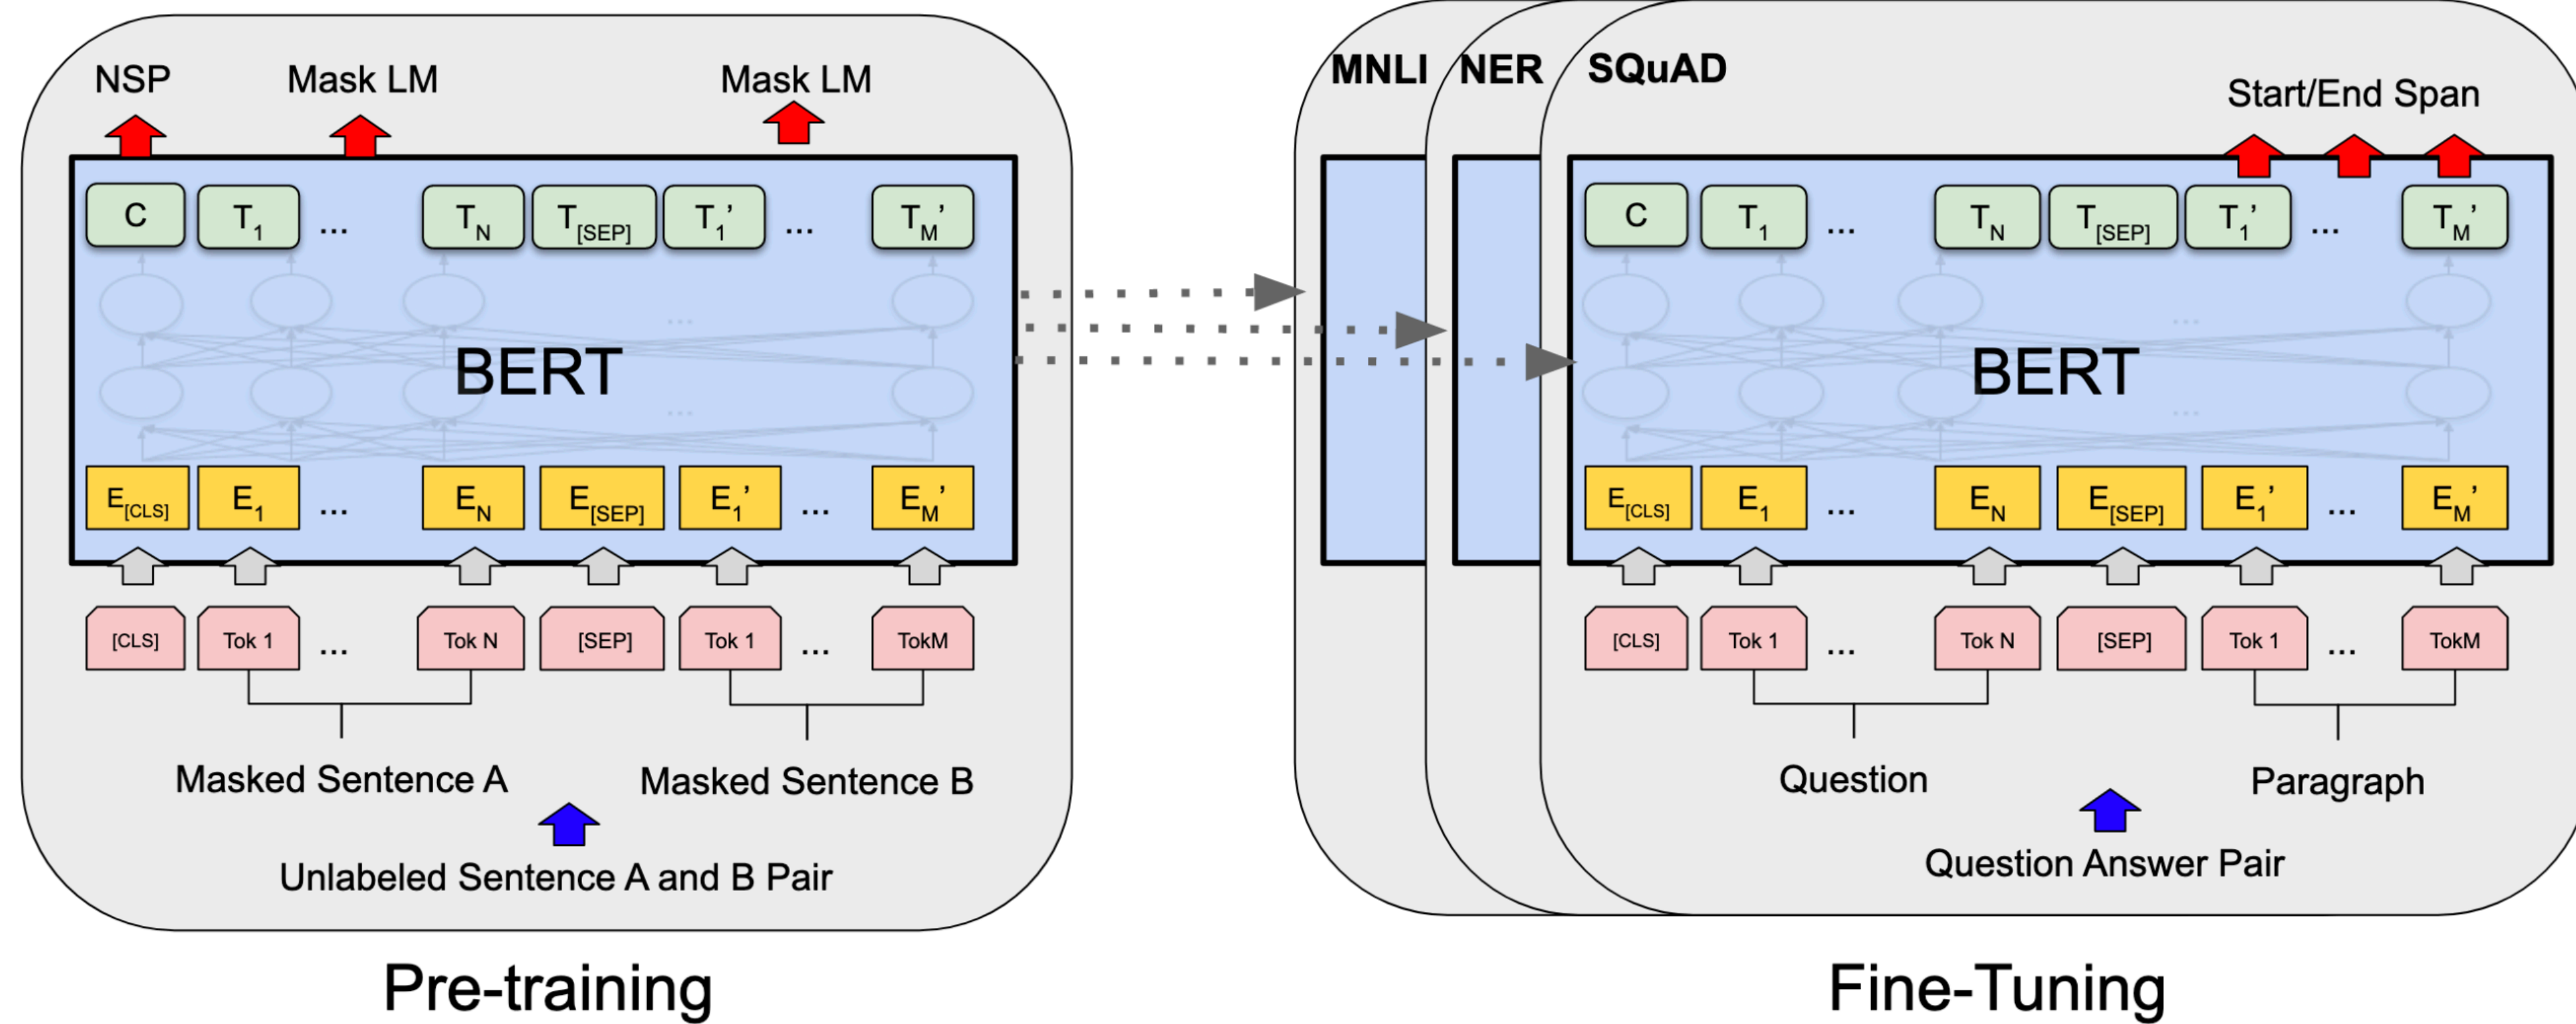 NSP Mask LM Mask LM
C T1 ... TN T[SEP] T1’ ... TM’
BERT
E[CLS] E1 ... EN E[SEP] E1’ ... EM’
[CLS] Tok 1 ... Tok N [SEP] Tok 1 ... TokM
Masked Sentence A Masked Sentence B
Unlabeled Sentence A and B Pair
Pre-training
MNLI NER SQuAD
Start/End Span
C T1 ... TN T[SEP] T1’ ... TM’
BERT
E[CLS] E1 ... EN E[SEP] E1’ ... EM’
[CLS] Tok 1 ... Tok N [SEP] Tok 1 ... TokM
Question Paragraph
Question Answer Pair
Fine-Tuning